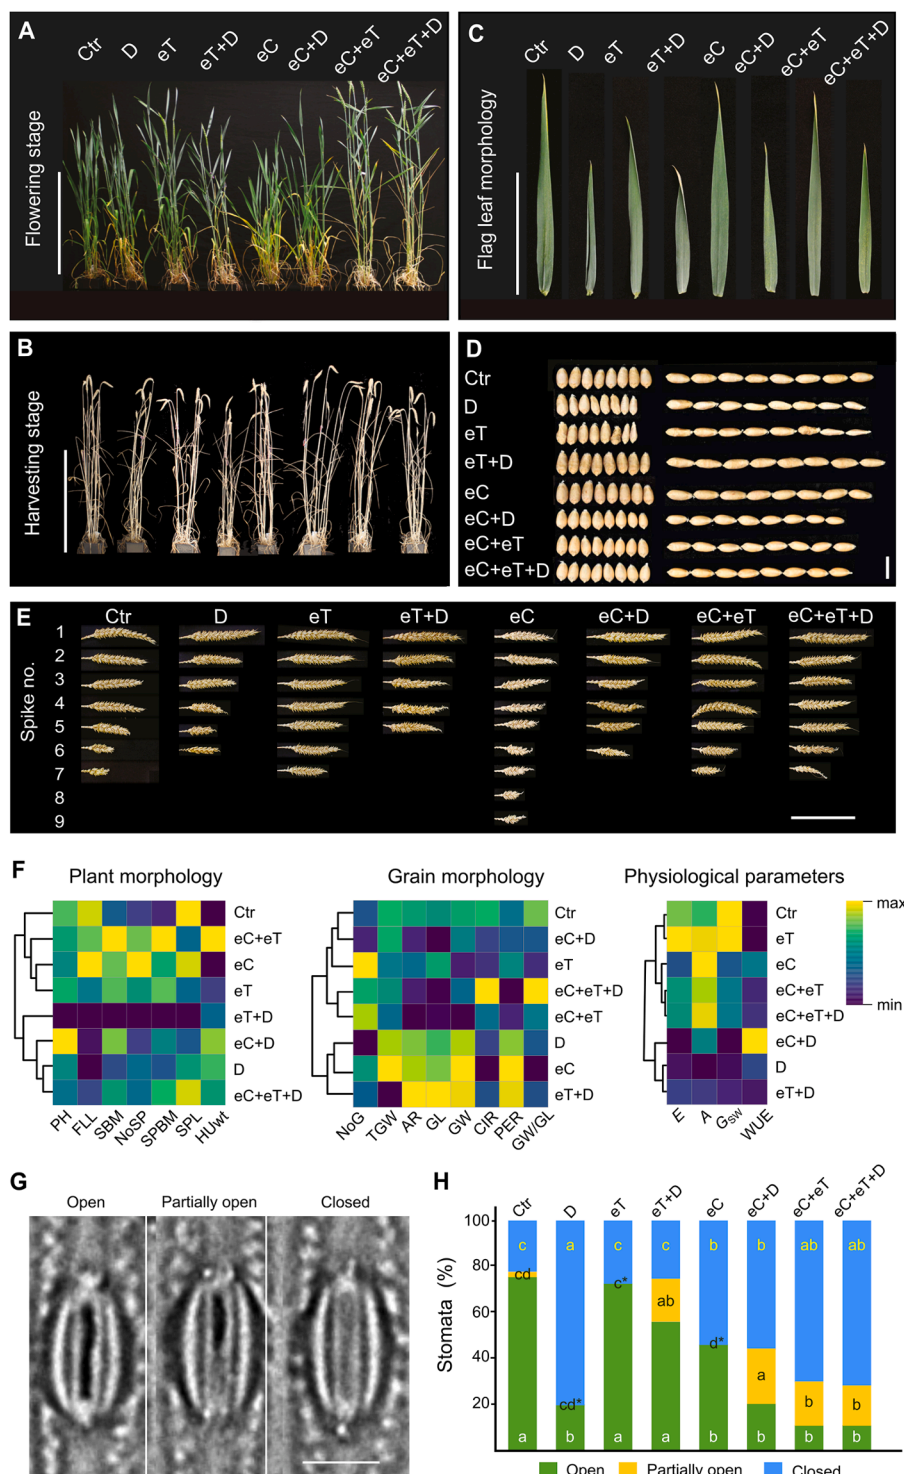 A
Ctr D eT eT+D eC eC+D eC+eT eC+eT+D
Flowering stage
C
Ctr D eT eT+D eC eC+D eC+eT eC+eT+D
Flag leaf morphology
B
Harvesting stage
D
Ctr
D
eT
eT+D
eC
eC+D
eC+eT
eC+eT+D
E
Ctr D eT eT+D eC eC+D eC+eT eC+eT+D
Spike no.
1
2
3
4
5
6
7
8
9
F
Plant morphology
Ctr
eC+eT
eC
eT
eT+D
eC+D
D
eC+eT+D
PH FLL SBM NoSP SPBM SPL HUwt
Grain morphology
Ctr
eC+D
eT
eC+eT+D
eC+eT
D
eC
eT+D
NoG TGW AR GL GW CIR PER GW/GL
Physiological parameters
Ctr
eT
eC
eC+eT
eC+eT+D
eC+D
D
eT+D
E A Gsw WUE
max
min
G
Open Partially open Closed
H
Ctr D eT eT+D eC eC+D eC+eT eC+eT+D
Stomata (%)
100
80
60
40
20
c a c c b b ab ab
cd cd* c* ab d* a b b
a b a a b b b b
Open Partially open Closed